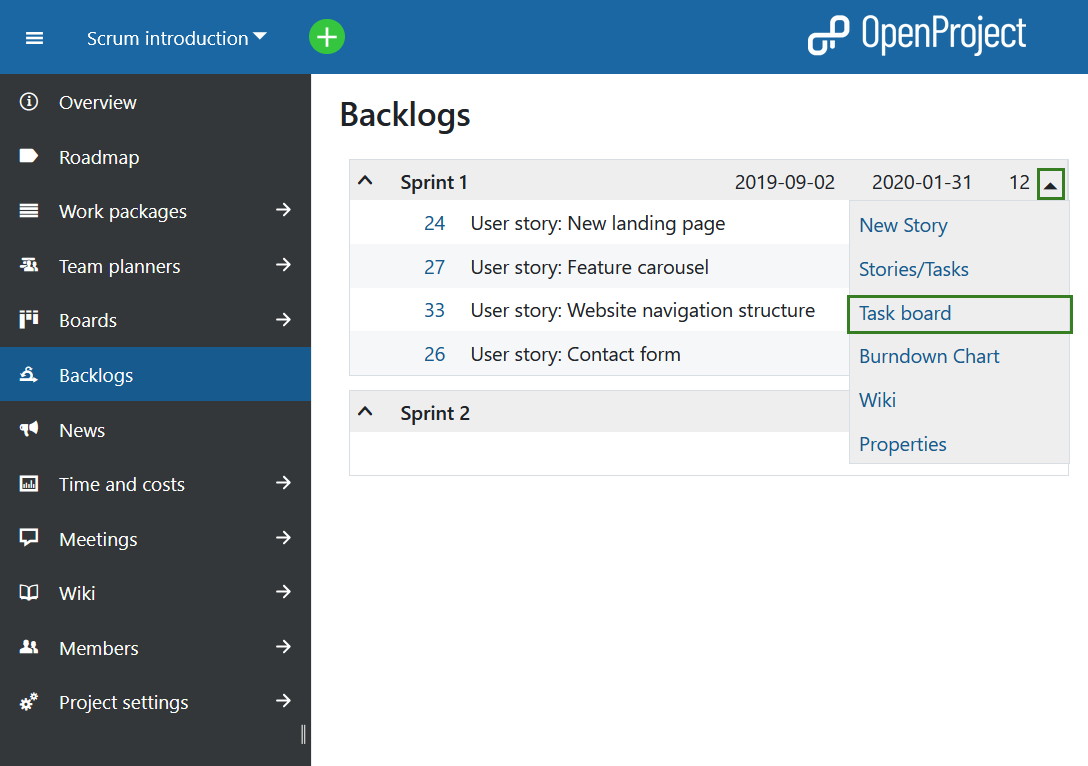 Scrum introduction
OpenProject
Overview
Roadmap
Work packages
Team planners
Boards
Backlogs
News
Time and costs
Meetings
Wiki
Members
Project settings
Backlogs
Sprint 1 2019-09-02 2020-01-31 12
24 User story: New landing page
27 User story: Feature carousel
33 User story: Website navigation structure
26 User story: Contact form
Sprint 2
New Story
Stories/Tasks
Task board
Burndown Chart
Wiki
Properties